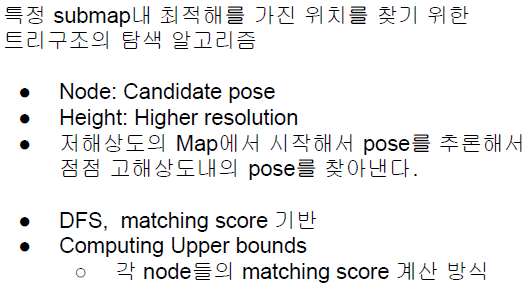 특정 submap내 최적해를 가진 위치를 찾기 위한
트리구조의 탐색 알고리즘
● Node: Candidate pose
● Height: Higher resolution
● 저해상도의 Map에서 시작해서 pose를 추론해서
점점 고해상도내의 pose를 찾아낸다.
● DFS, matching score 기반
● Computing Upper bounds
○ 각 node들의 matching score 계산 방식